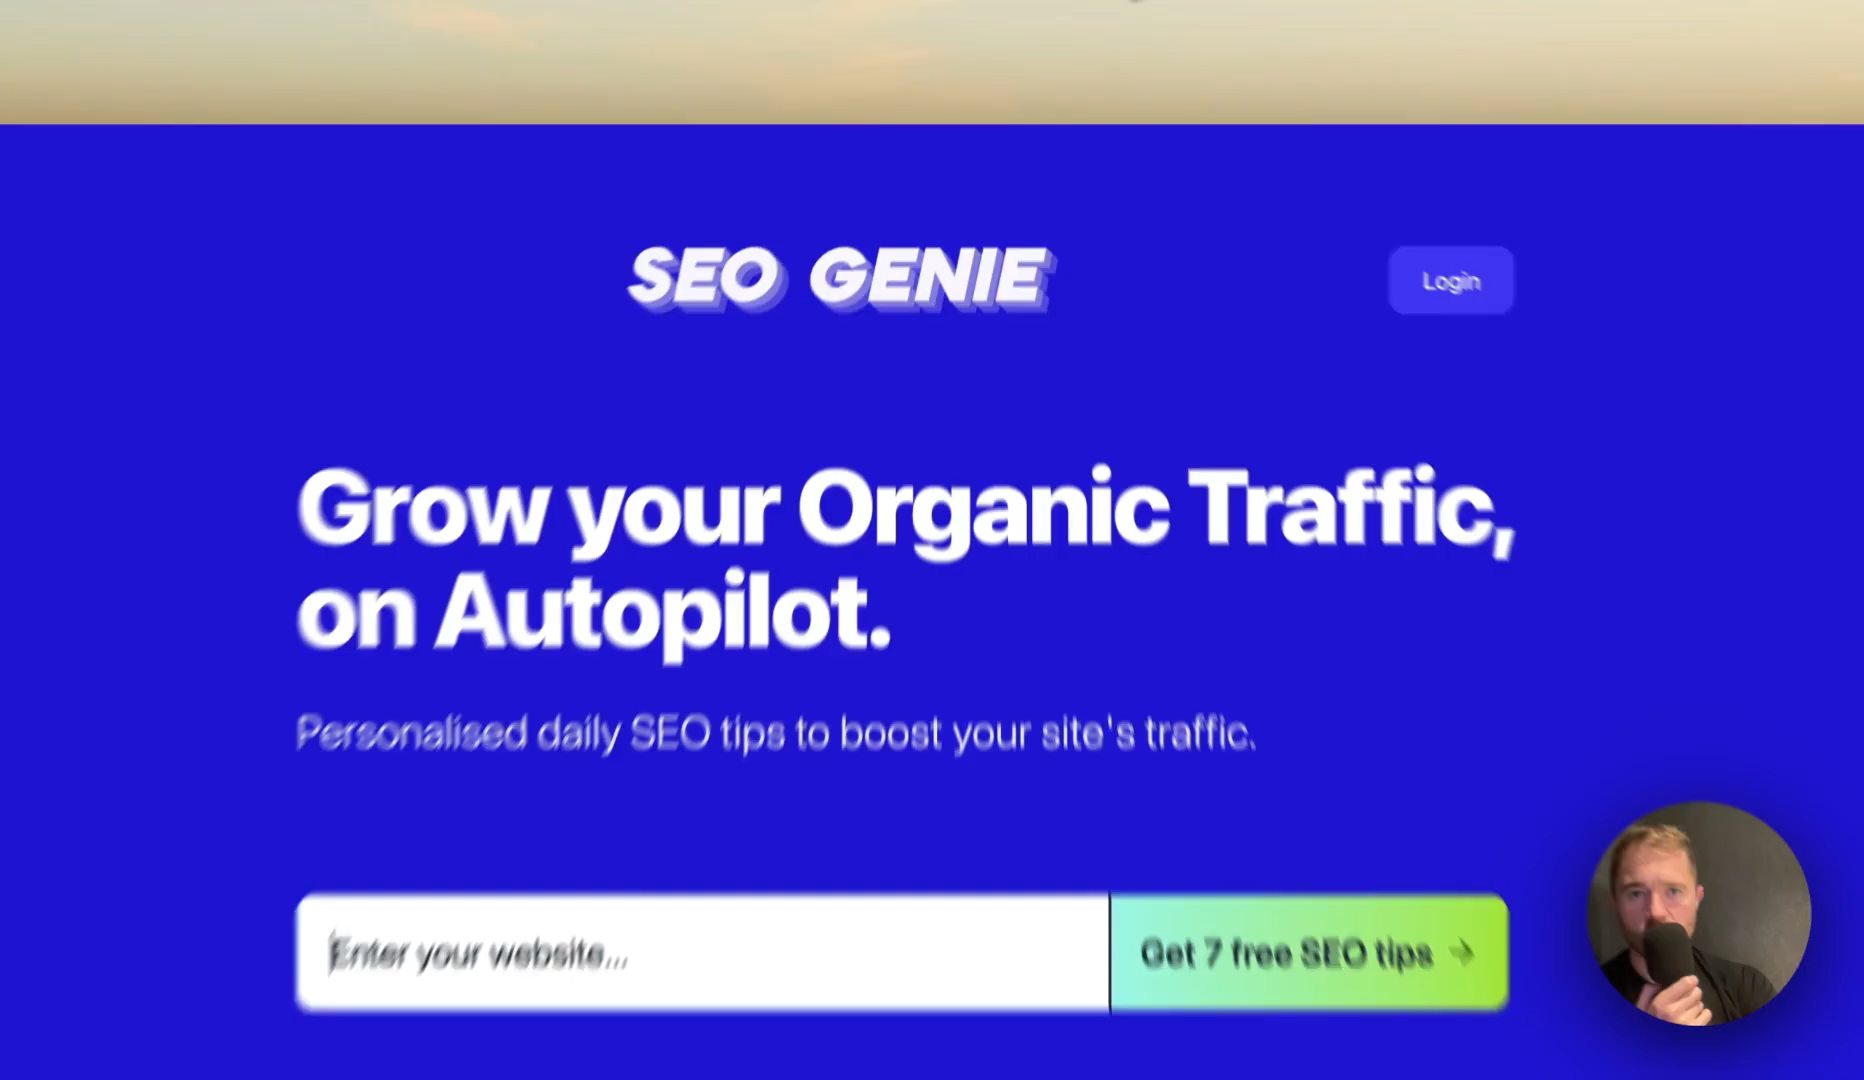 SEO GENIE
Login
Grow your Organic Traffic,
on Autopilot.
Personalised daily SEO tips to boost your site's traffic.
Enter your website...
Get 7 free SEO tips →